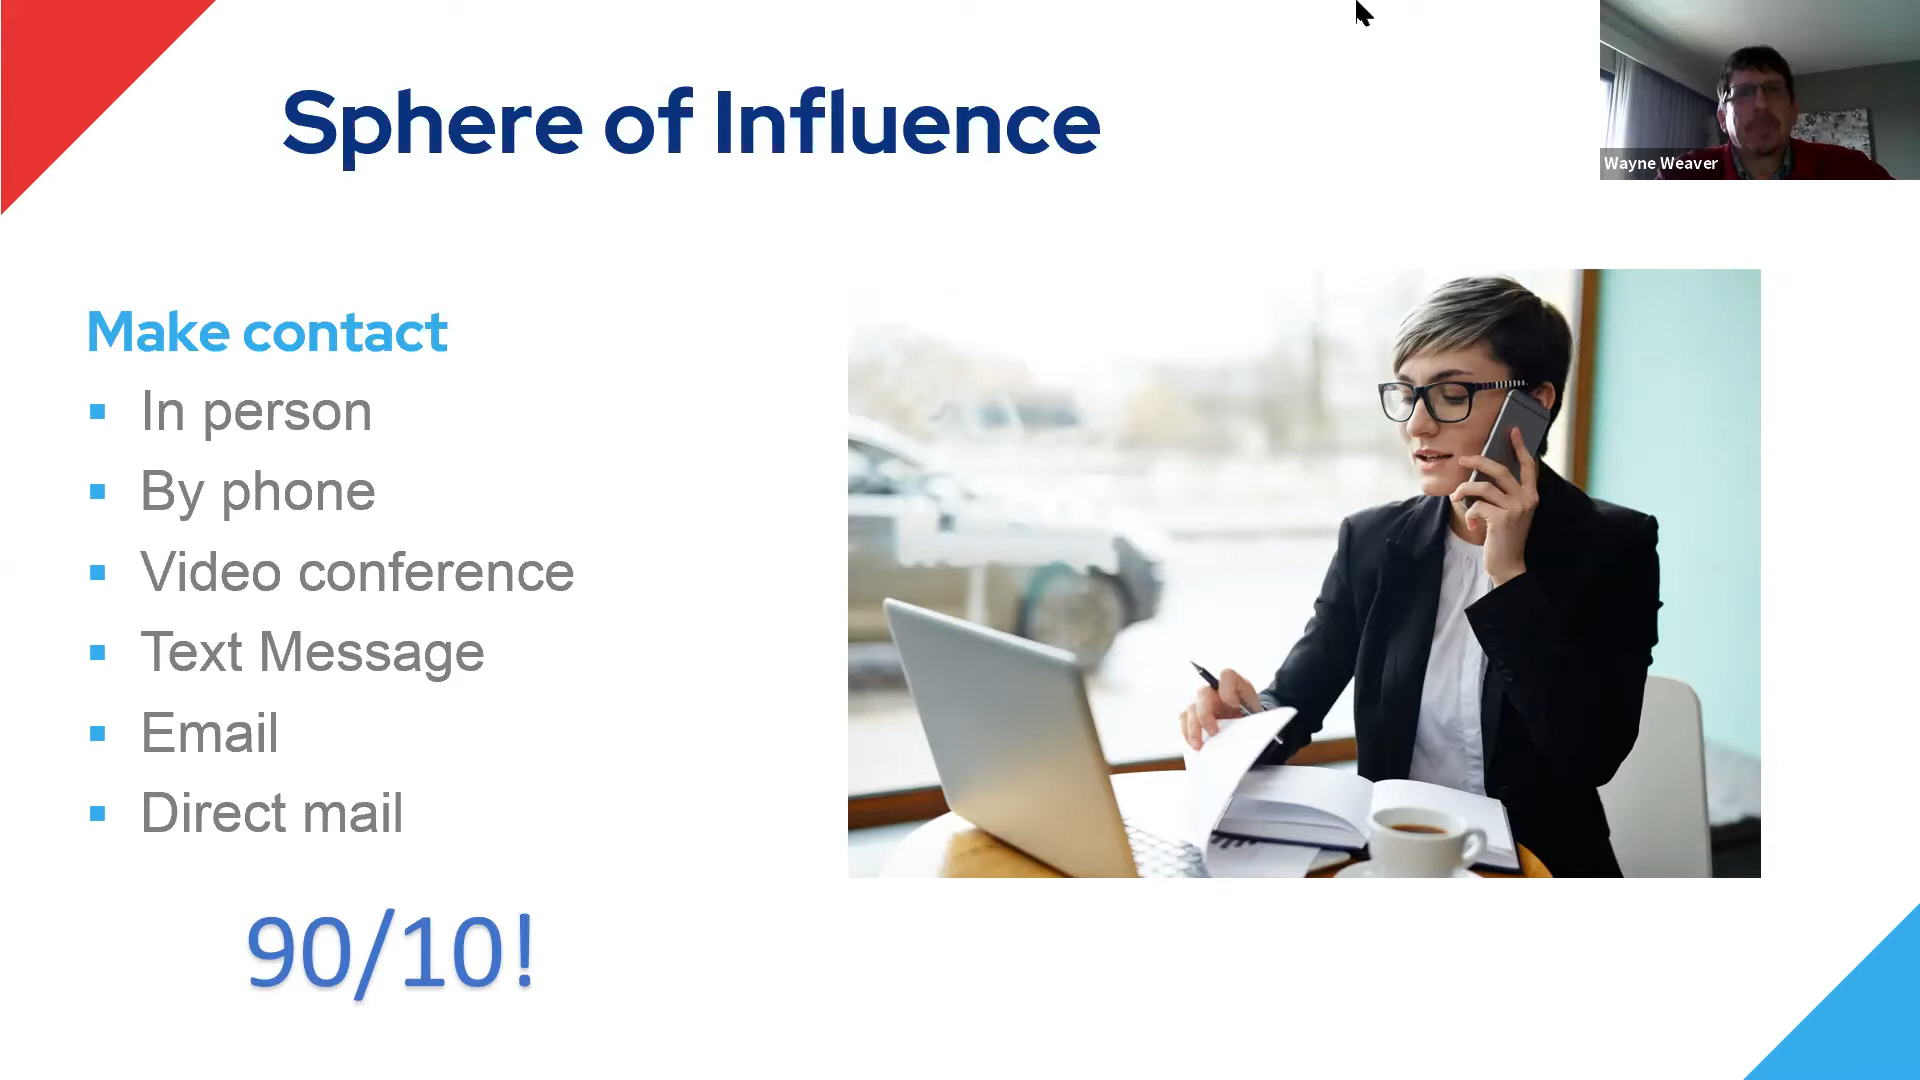 Sphere of Influence
Wayne Weaver
Make contact
In person
By phone
Video conference
Text Message
Email
Direct mail
90/10!